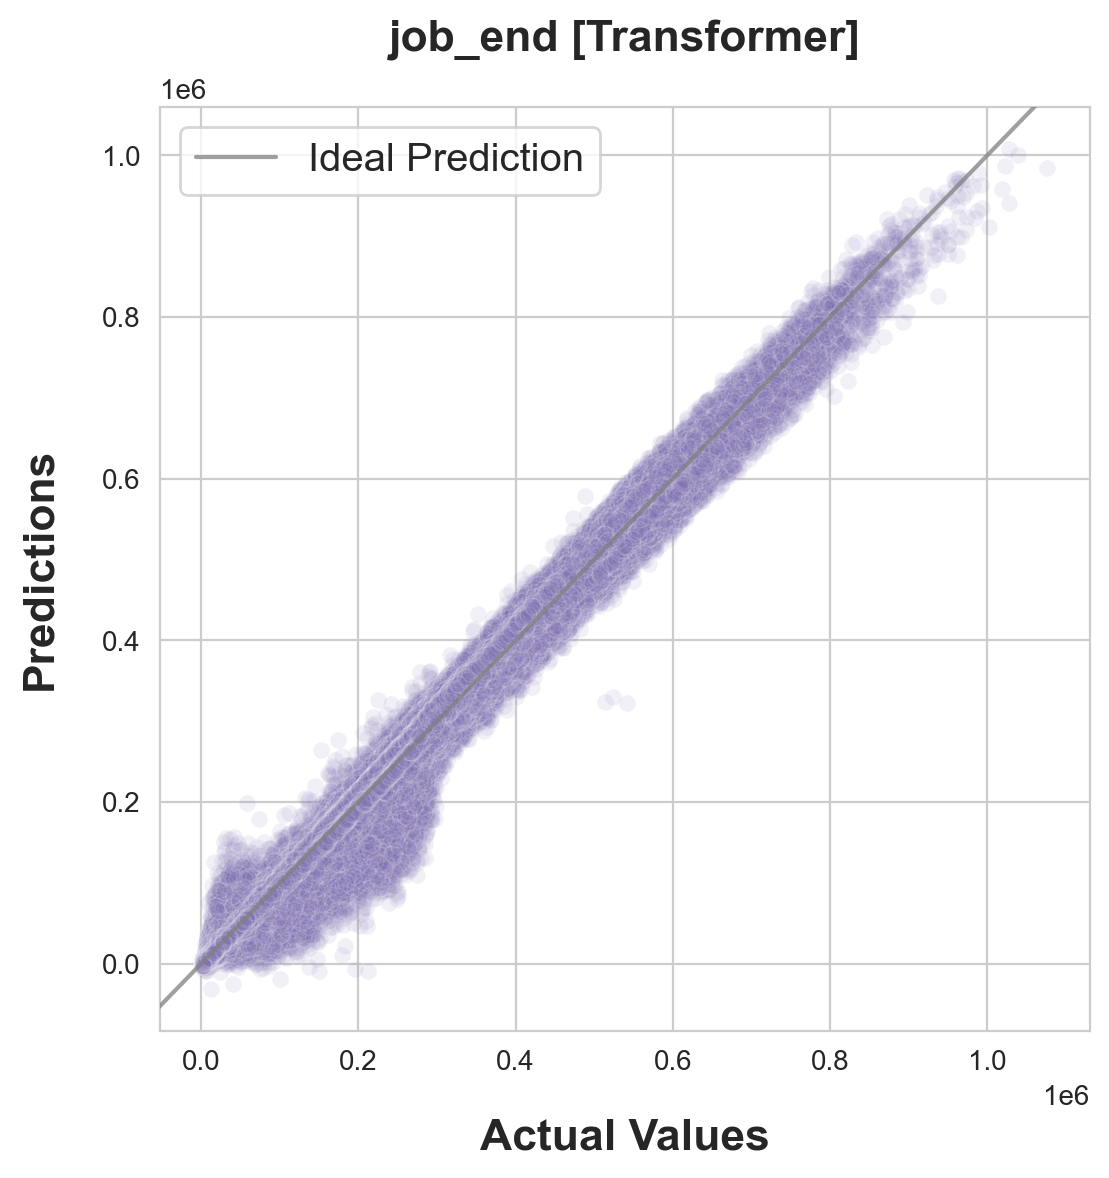 job_end [Transformer]
1e6
Ideal Prediction
1.0
0.8
0.6
0.4
0.2
0.0
Predictions
0.0 0.2 0.4 0.6 0.8 1.0
1e6
Actual Values